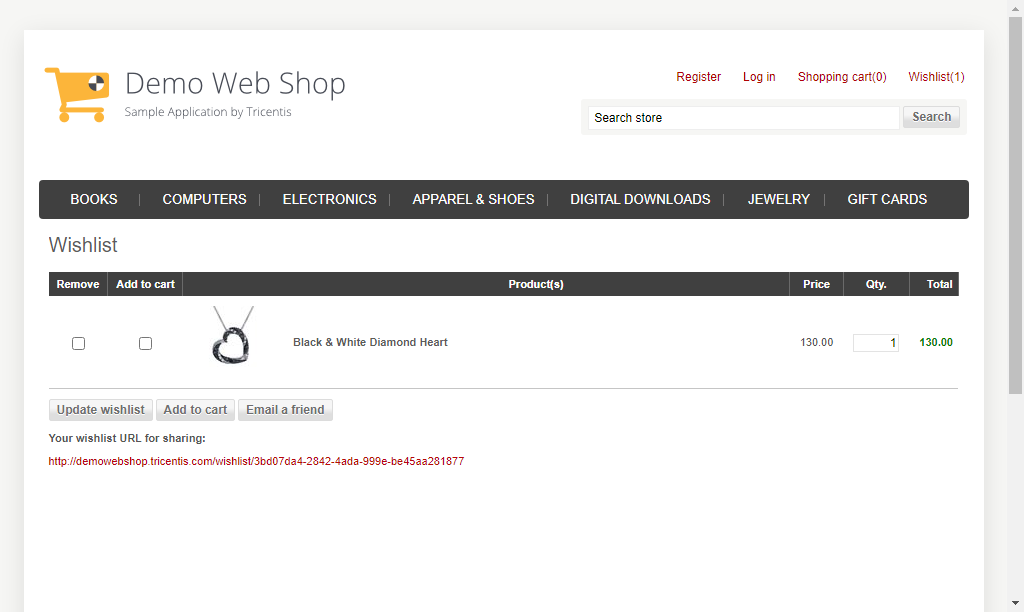 Demo Web Shop
Sample Application by Tricentis
Register Log in Shopping cart(0) Wishlist(1)
Search store Search
BOOKS | COMPUTERS | ELECTRONICS | APPAREL & SHOES | DIGITAL DOWNLOADS | JEWELRY | GIFT CARDS
Wishlist
Remove Add to cart Product(s) Price Qty. Total
Black & White Diamond Heart 130.00 1 130.00
Update wishlist Add to cart Email a friend
Your wishlist URL for sharing:
http://demowebshop.tricentis.com/wishlist/3bd07da4-2842-4ada-999e-be45aa281877